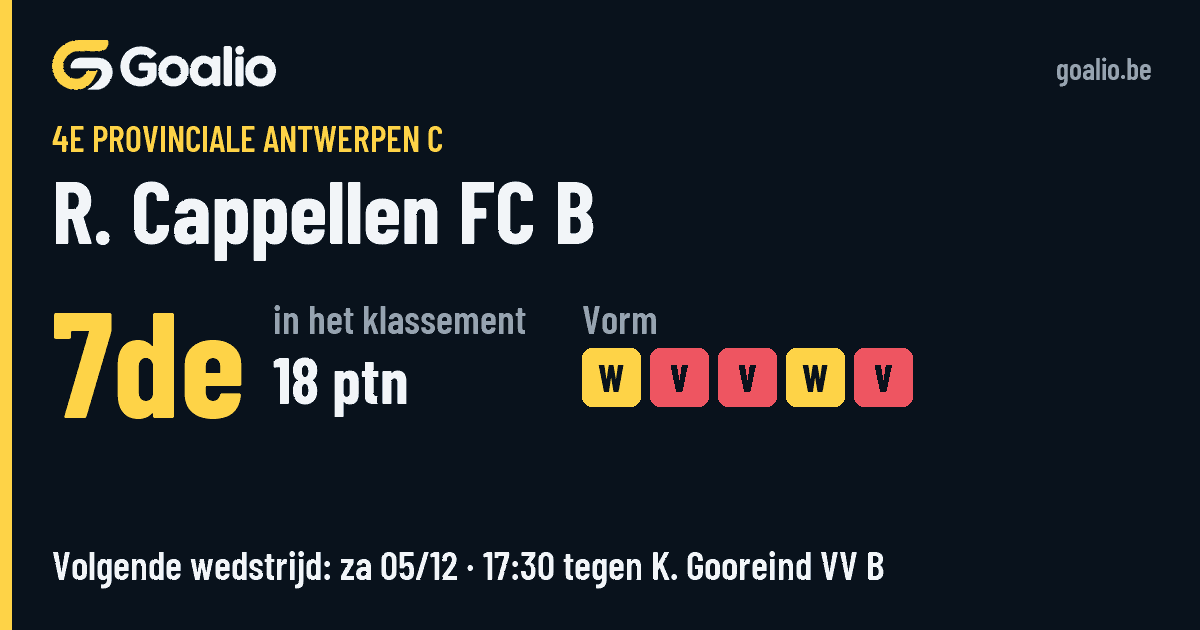 Goalio
goalio.be
4E PROVINCIALE ANTWERPEN C
R. Cappellen FC B
7de
in het klassement
18 ptn
Vorm
W V V W V
Volgende wedstrijd: za 05/12 · 17:30 tegen K. Gooreind VV B